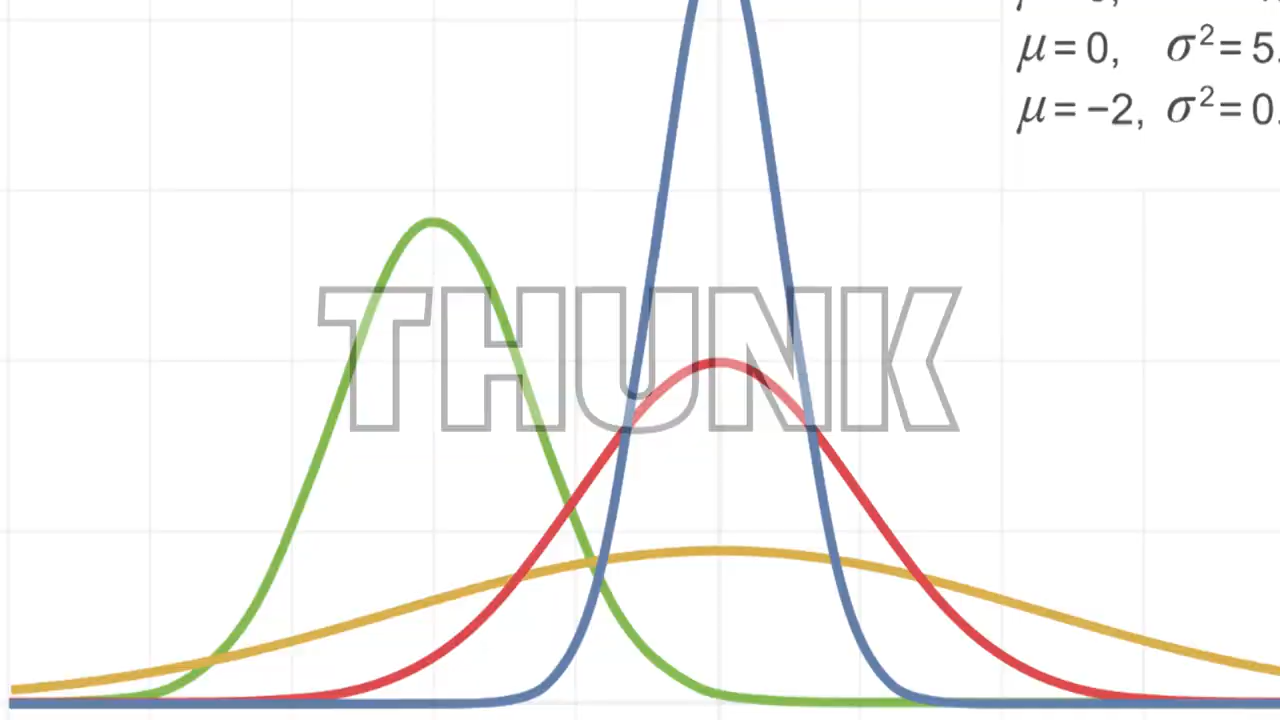 μ = 0, σ² = 5.
μ = −2, σ² = 0.
THUNK